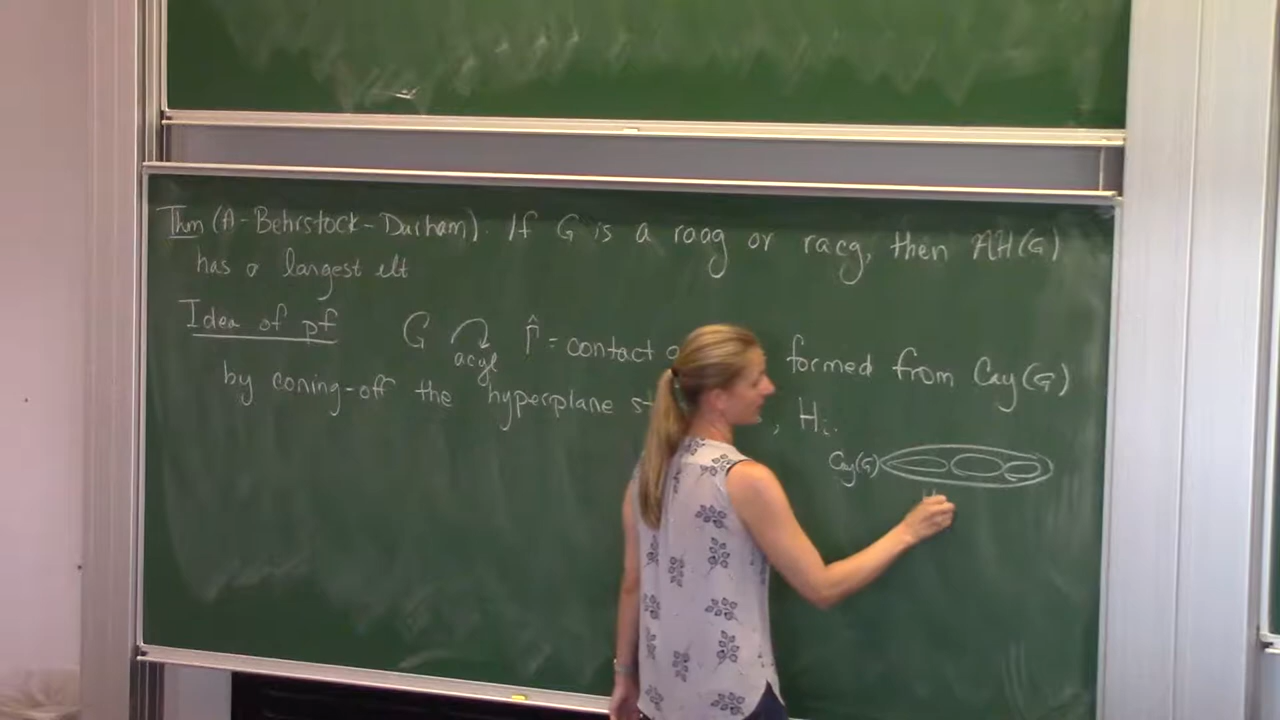 Thm (A-Behrstock-Durham). If G is a raag or racg, then AH(G)
has a largest elt
Idea of pf G acyl Γ̂ = contact formed from Cay(G)
by coning-off the hyperplane , Hᵢ.
Cay(G)
H